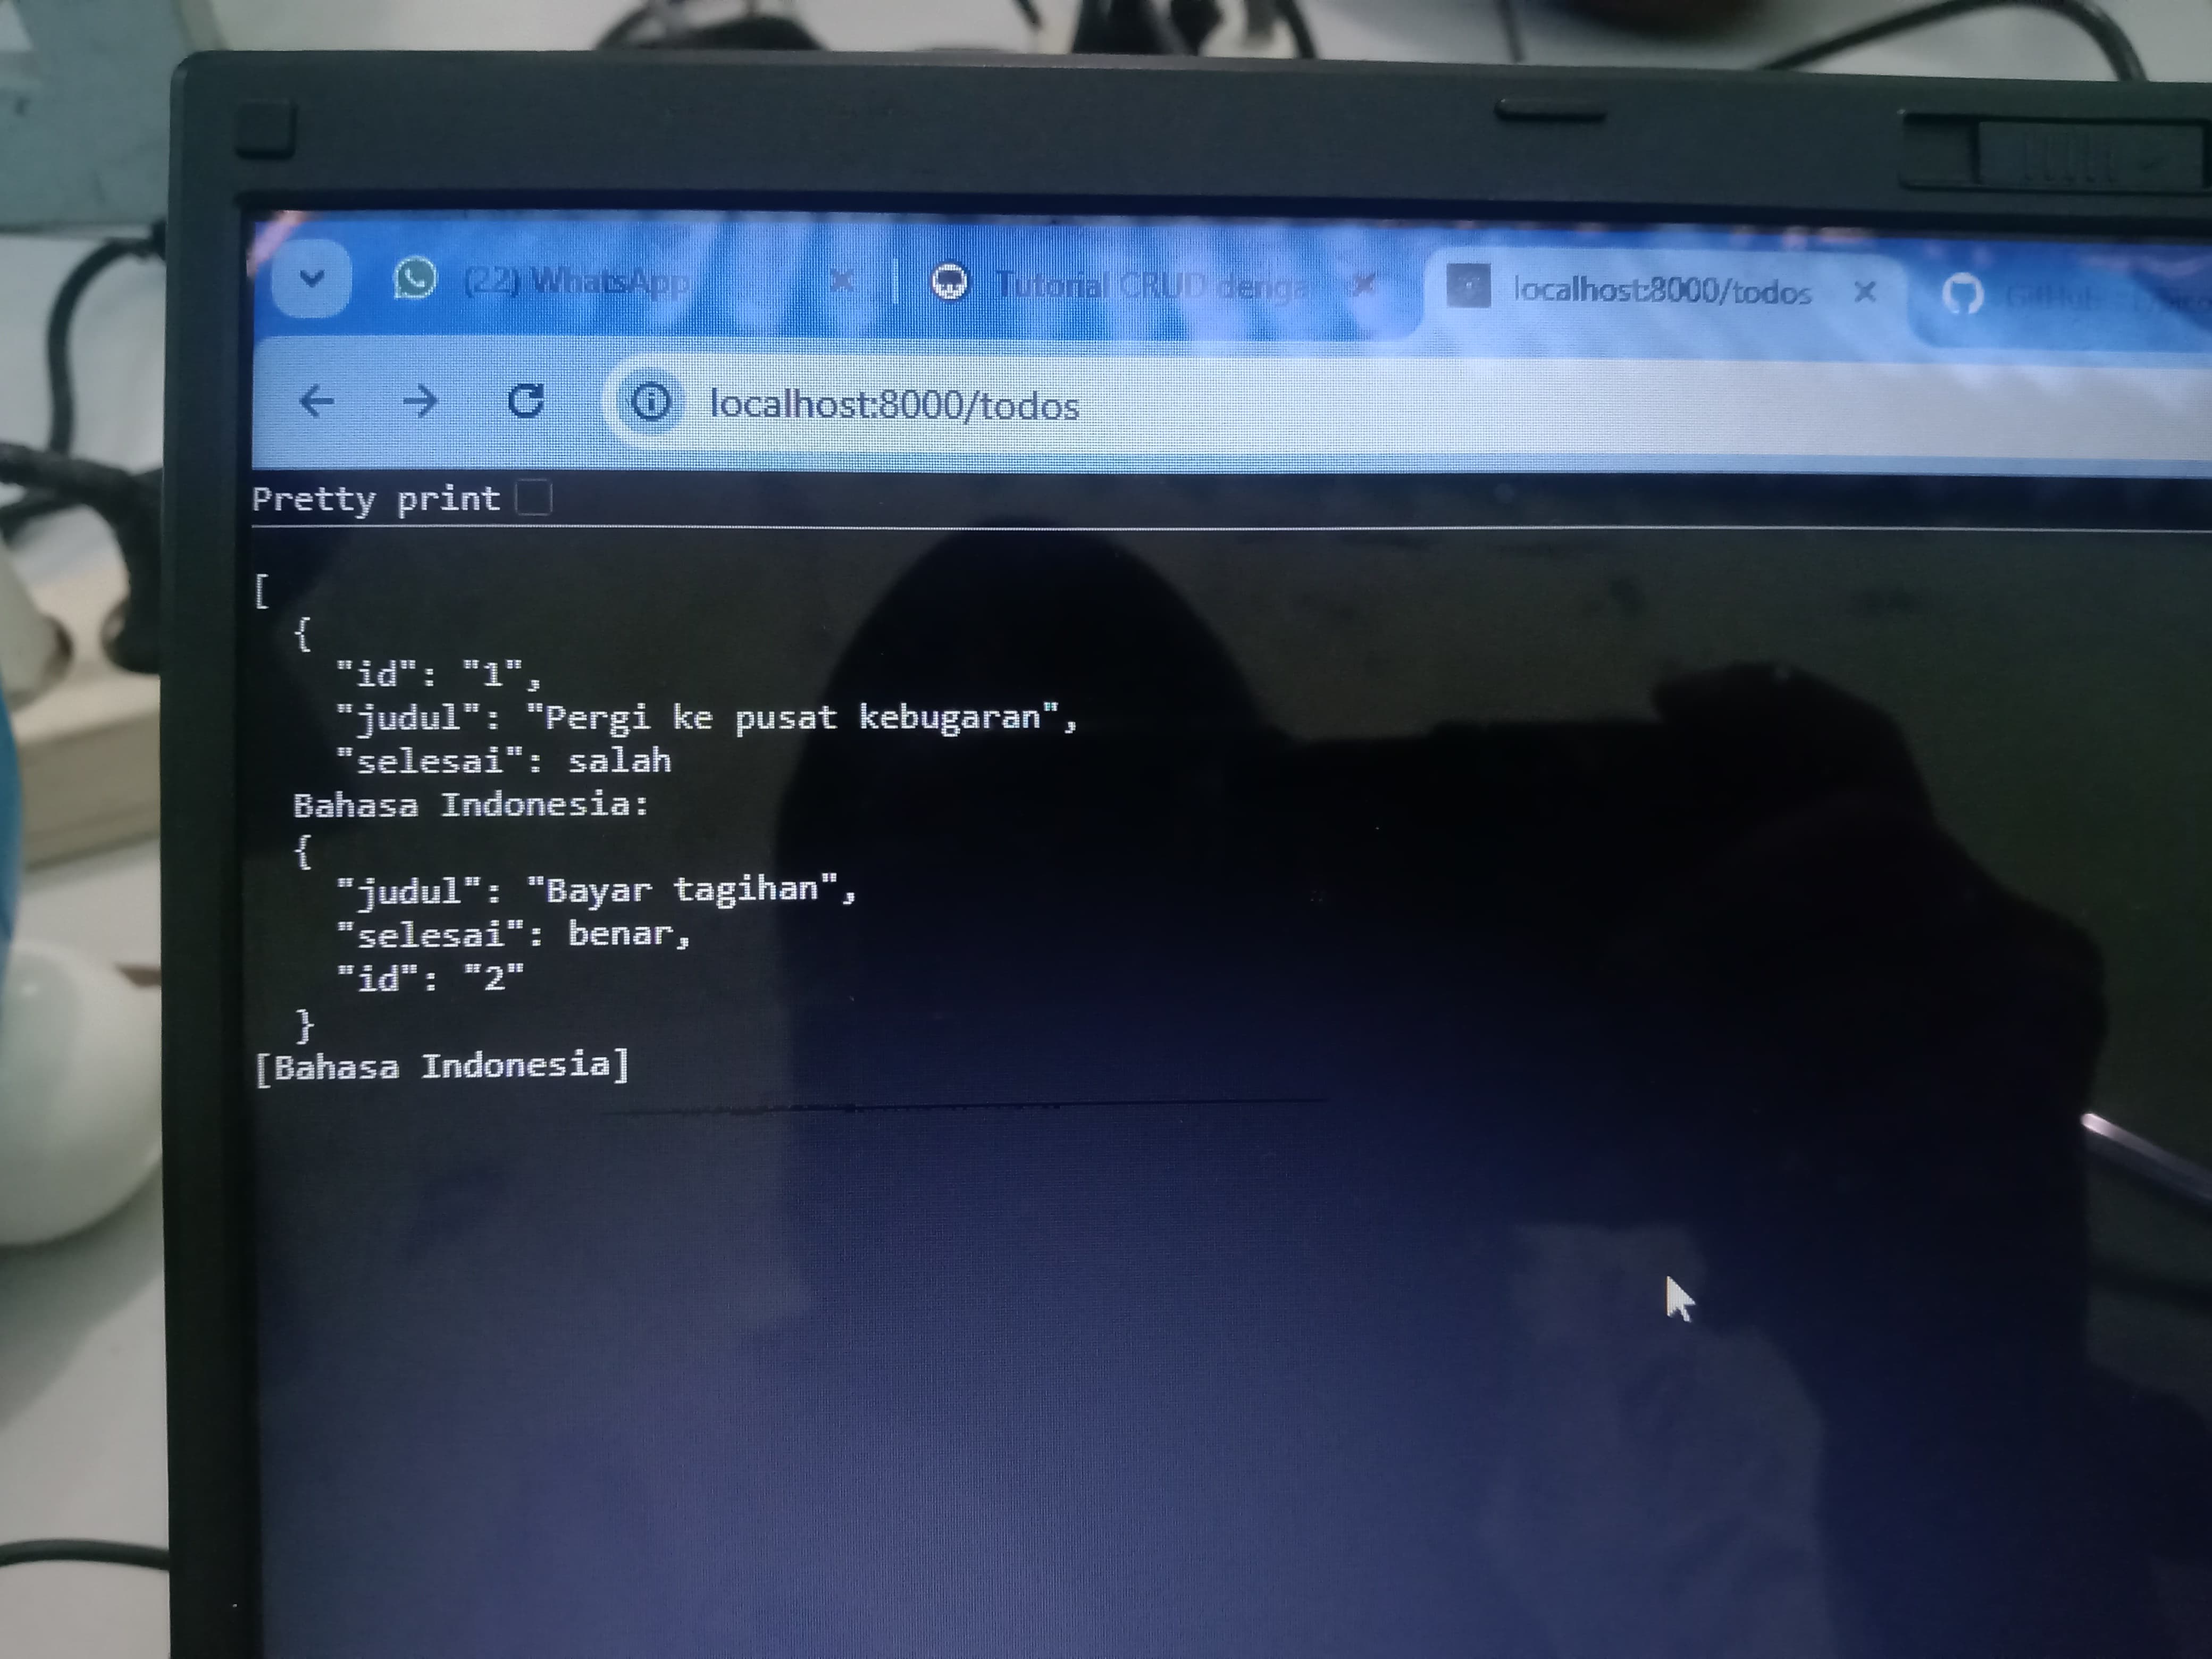 (22) WhatsApp
Tutorial CRUD denga
localhost:8000/todos
GitHub -
localhost:8000/todos
Pretty print
[
{
"id": "1",
"judul": "Pergi ke pusat kebugaran",
"selesai": salah
Bahasa Indonesia:
{
"judul": "Bayar tagihan",
"selesai": benar,
"id": "2"
}
[Bahasa Indonesia]